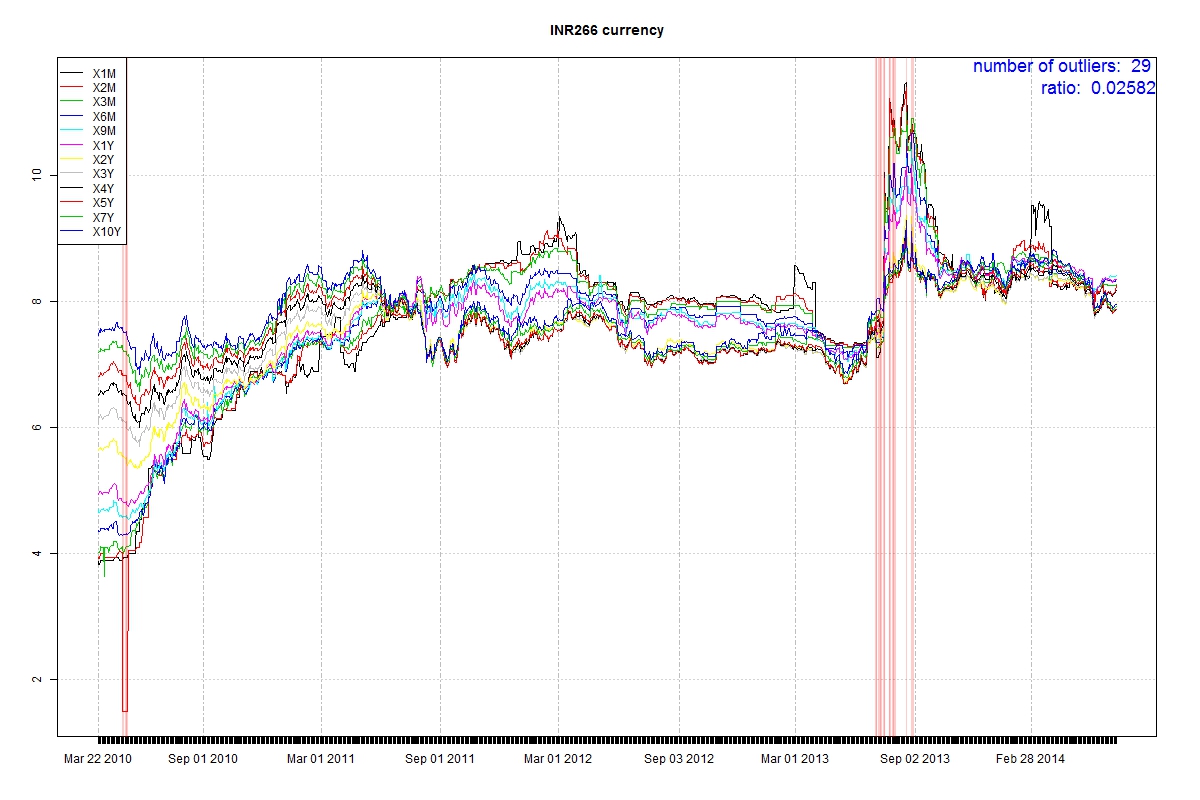 INR266 currency
number of outliers: 29
ratio: 0.02582
X1M
X2M
X3M
X6M
X9M
X1Y
X2Y
X3Y
X4Y
X5Y
X7Y
X10Y
10
8
6
4
2
Mar 22 2010 Sep 01 2010 Mar 01 2011 Sep 01 2011 Mar 01 2012 Sep 03 2012 Mar 01 2013 Sep 02 2013 Feb 28 2014